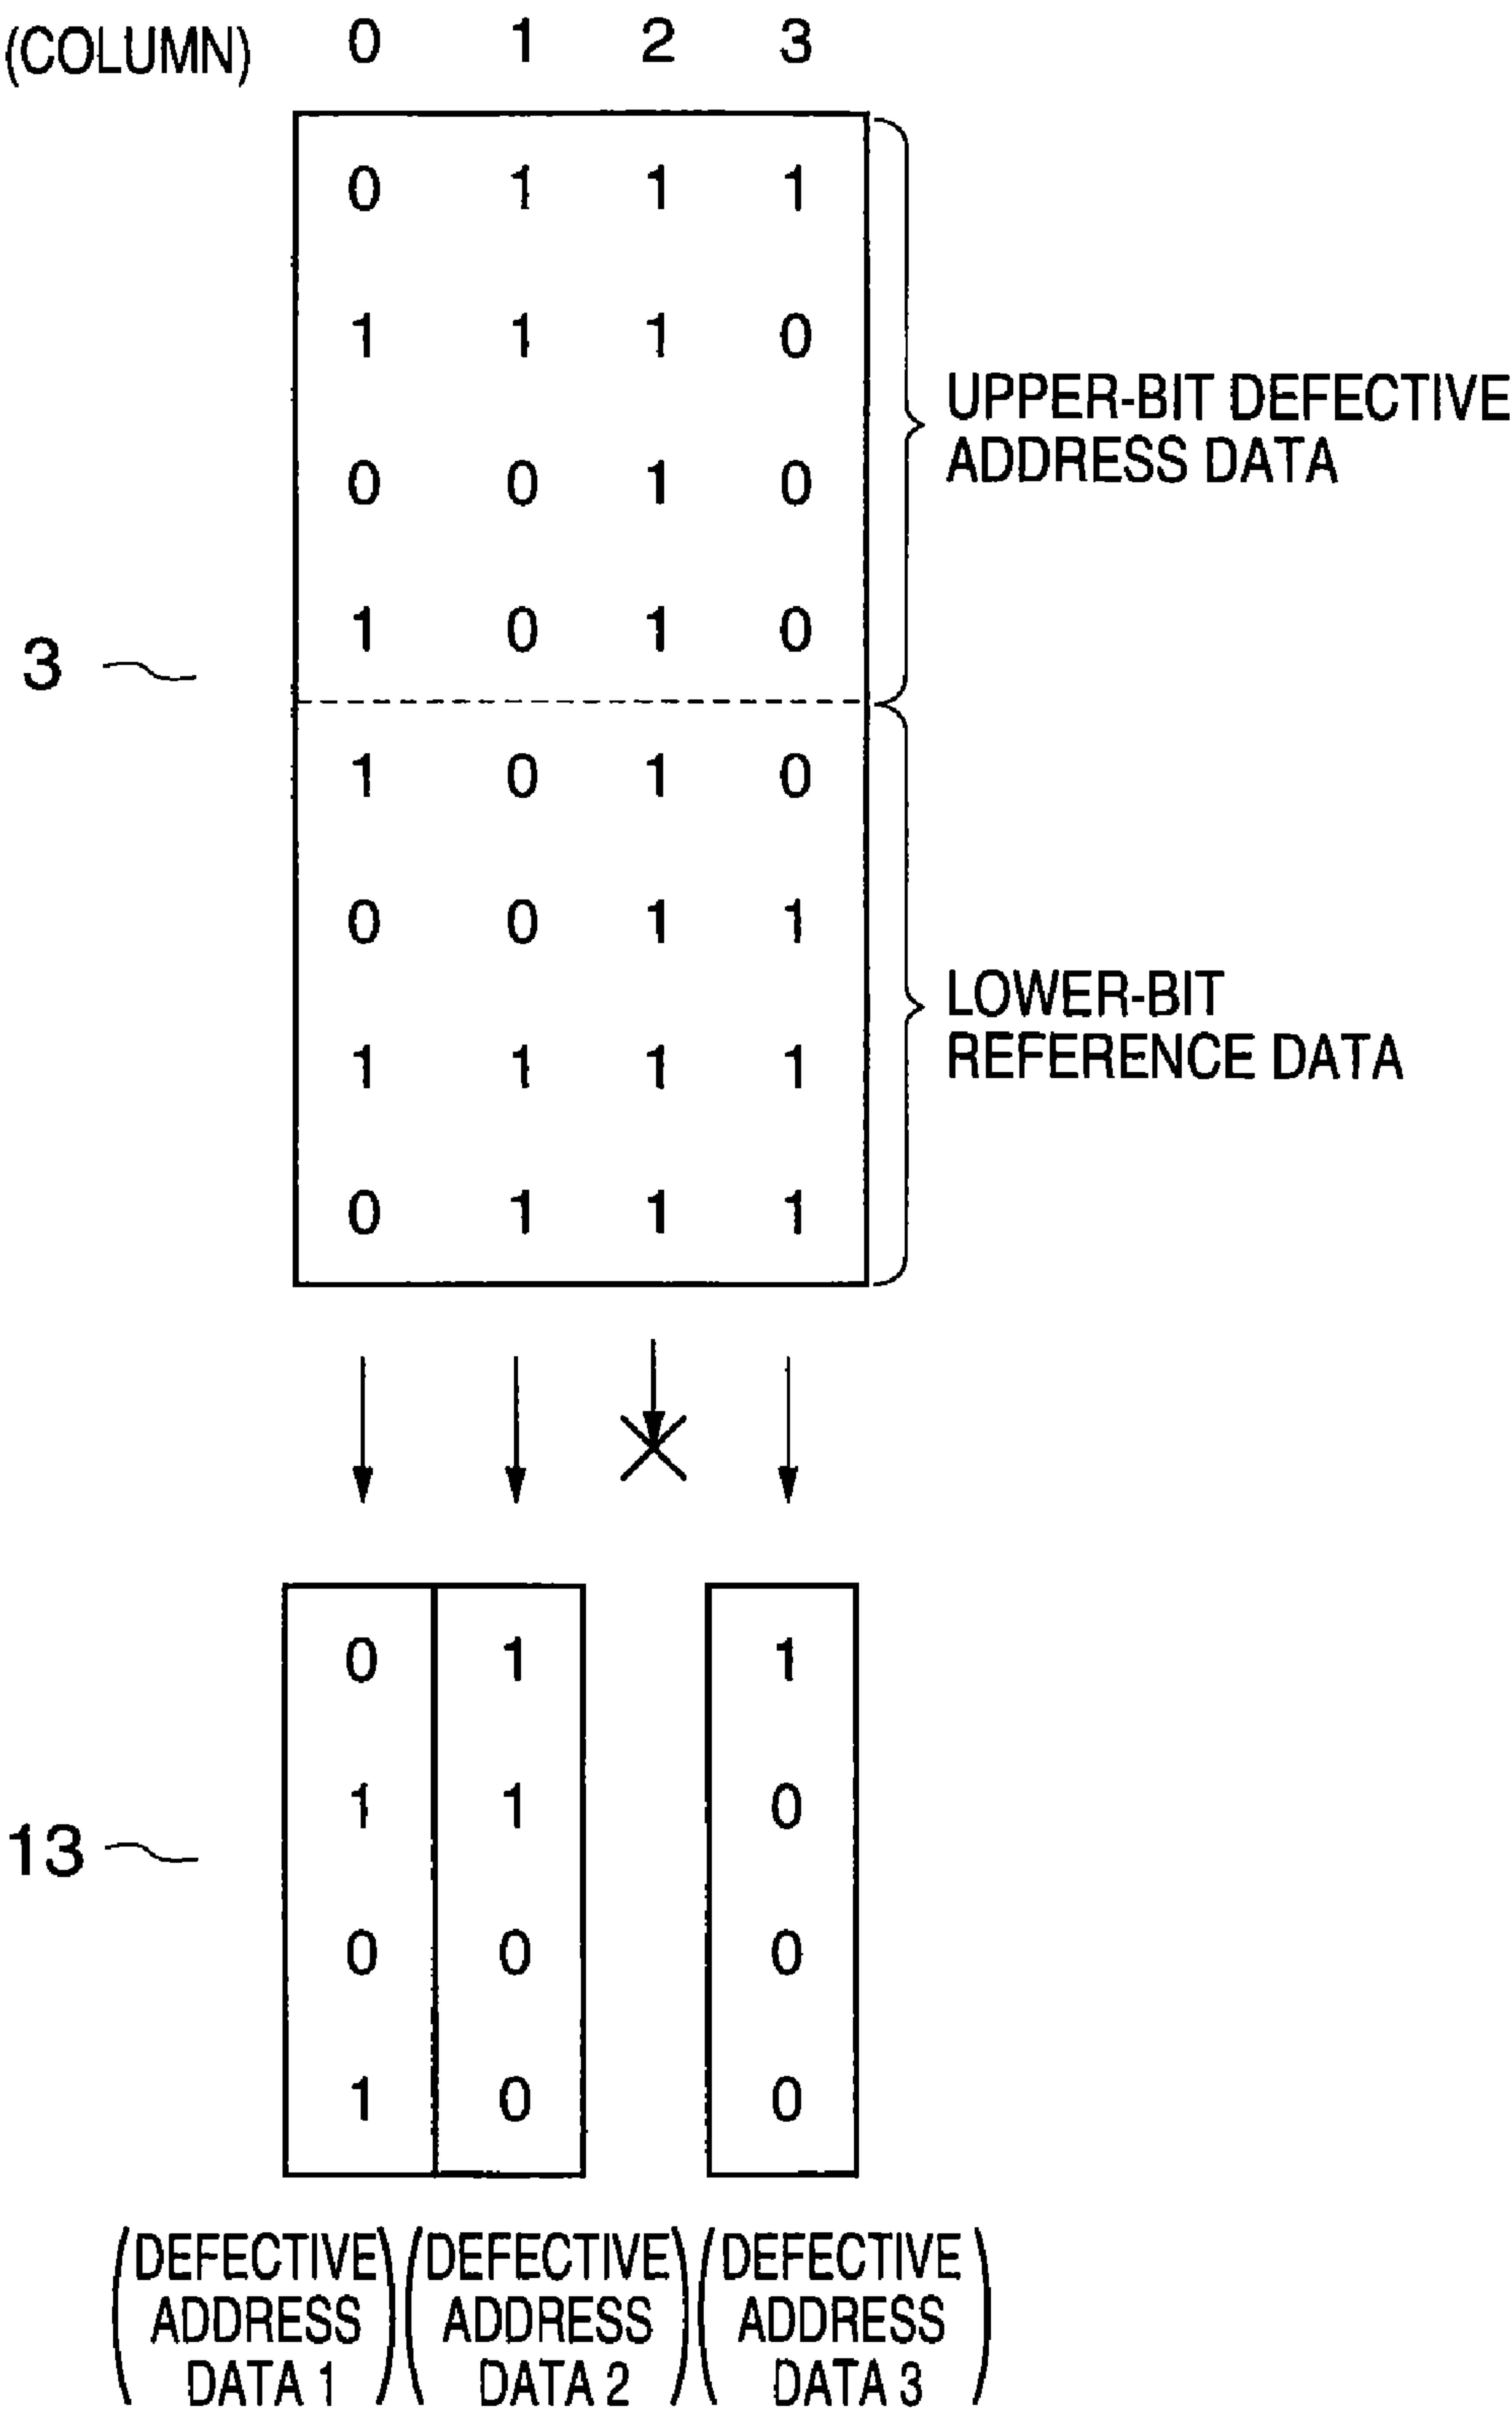 (COLUMN) 0 1 2 3
0 1 1 1
1 1 1 0
0 0 1 0
1 0 1 0
UPPER-BIT DEFECTIVE
ADDRESS DATA
3
1 0 1 0
0 0 1 1
1 1 1 1
0 1 1 1
LOWER-BIT
REFERENCE DATA
0 1 1
1 1 0
0 0 0
1 0 0
13
(DEFECTIVE) (DEFECTIVE) (DEFECTIVE)
ADDRESS ADDRESS ADDRESS
DATA 1 DATA 2 DATA 3